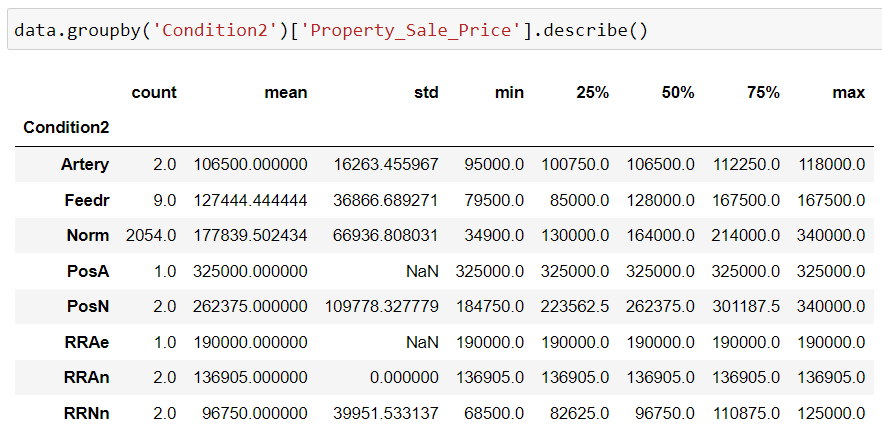 data.groupby('Condition2')['Property_Sale_Price'].describe()
count mean std min 25% 50% 75% max
Condition2
Artery 2.0 106500.000000 16263.455967 95000.0 100750.0 106500.0 112250.0 118000.0
Feedr 9.0 127444.444444 36866.689271 79500.0 85000.0 128000.0 167500.0 167500.0
Norm 2054.0 177839.502434 66936.808031 34900.0 130000.0 164000.0 214000.0 340000.0
PosA 1.0 325000.000000 NaN 325000.0 325000.0 325000.0 325000.0 325000.0
PosN 2.0 262375.000000 109778.327779 184750.0 223562.5 262375.0 301187.5 340000.0
RRAe 1.0 190000.000000 NaN 190000.0 190000.0 190000.0 190000.0 190000.0
RRAn 2.0 136905.000000 0.000000 136905.0 136905.0 136905.0 136905.0 136905.0
RRNn 2.0 96750.000000 39951.533137 68500.0 82625.0 96750.0 110875.0 125000.0